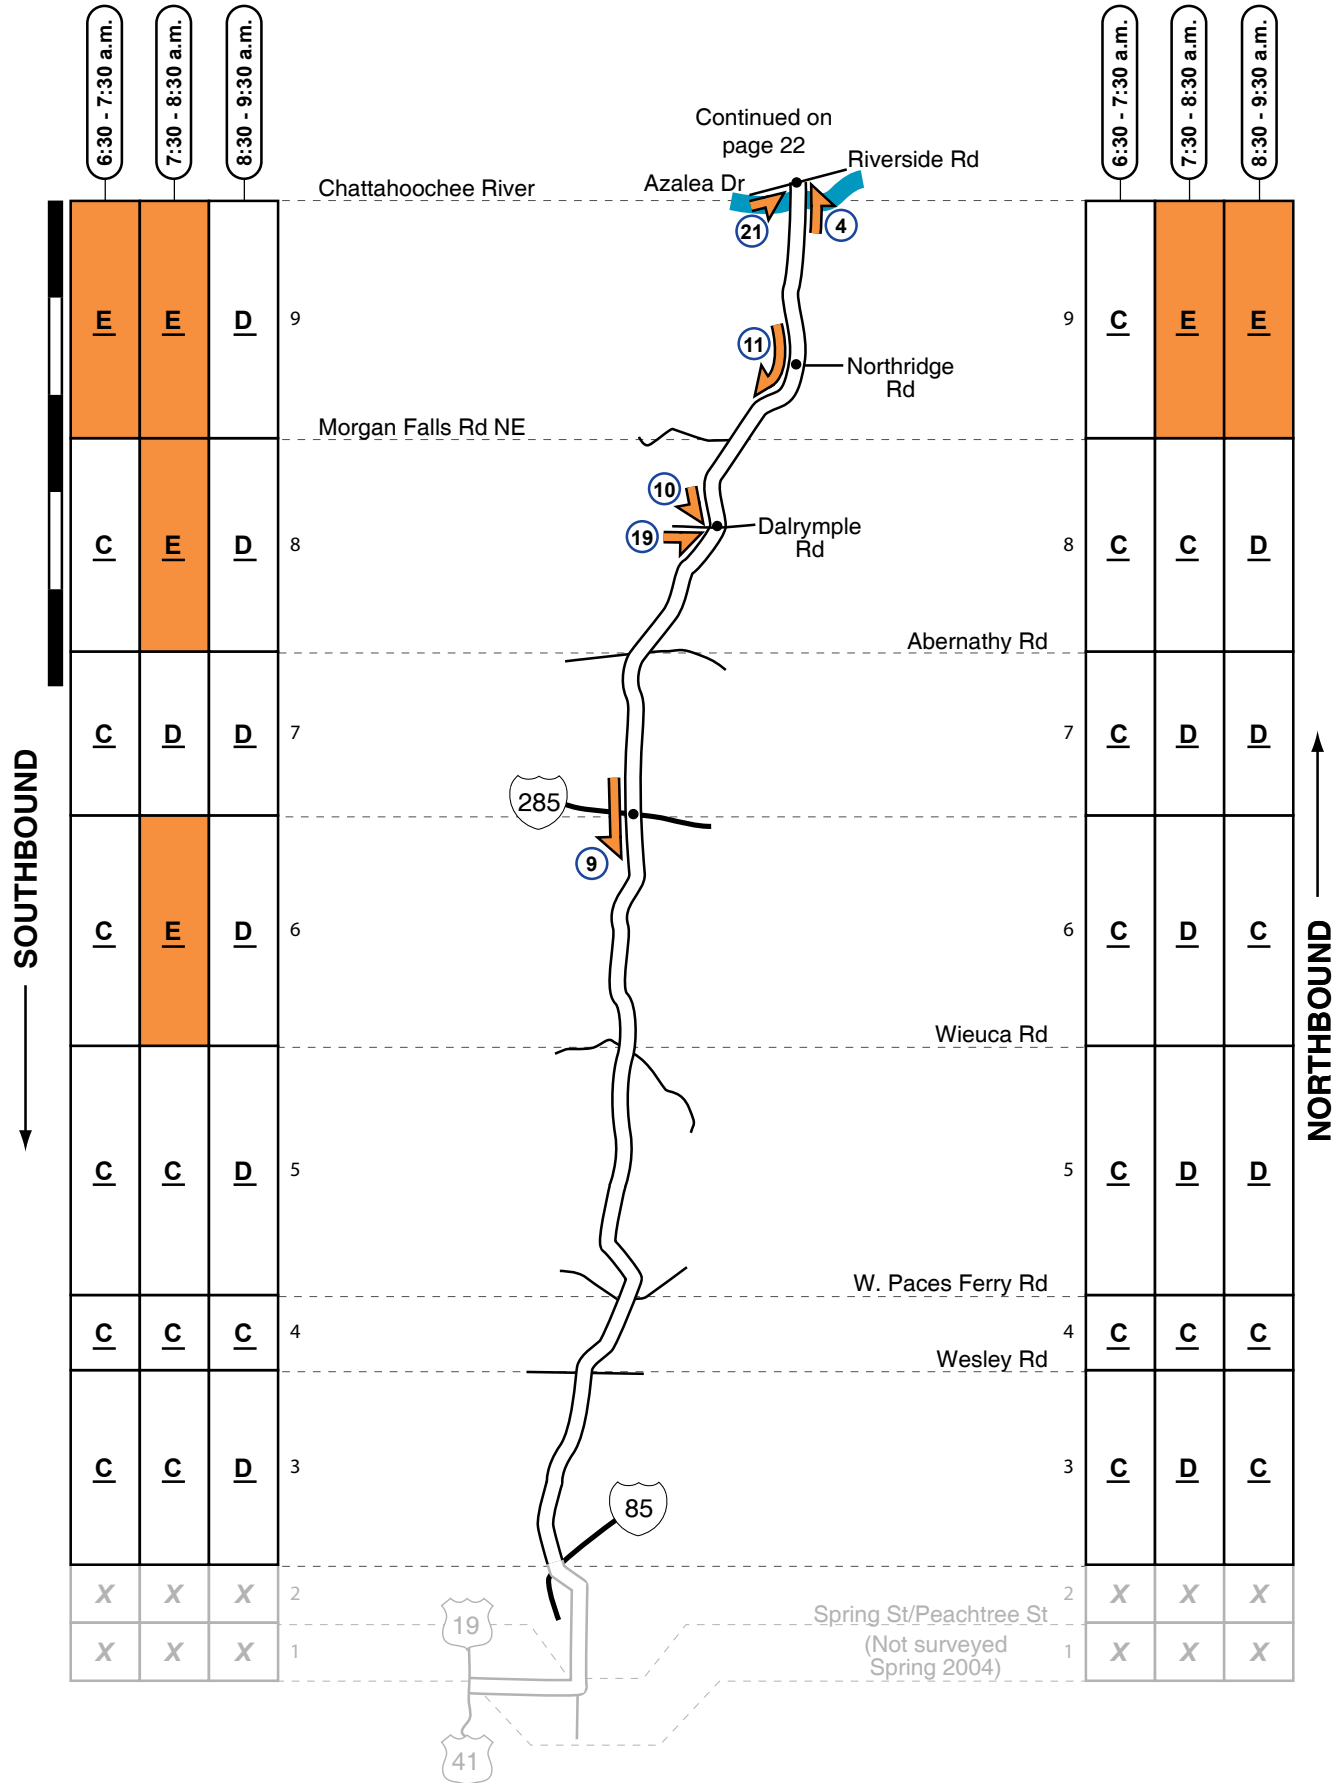 6:30 - 7:30 a.m.
7:30 - 8:30 a.m.
8:30 - 9:30 a.m.
6:30 - 7:30 a.m.
7:30 - 8:30 a.m.
8:30 - 9:30 a.m.
Continued on
page 22
Riverside Rd
Azalea Dr
Chattahoochee River
21
4
E E D 9
9 C E E
11
Northridge
Rd
Morgan Falls Rd NE
10
19
Dalrymple
Rd
C E D 8
8 C C D
Abernathy Rd
C D D 7
7 C D D
285
9
SOUTHBOUND
NORTHBOUND
C E D 6
6 C D C
Wieuca Rd
C C D 5
5 C D D
W. Paces Ferry Rd
C C C 4
4 C C C
Wesley Rd
C C D 3
3 C D C
85
X X X 2
2 X X X
19
Spring St/Peachtree St
(Not surveyed
Spring 2004)
X X X 1
1 X X X
41